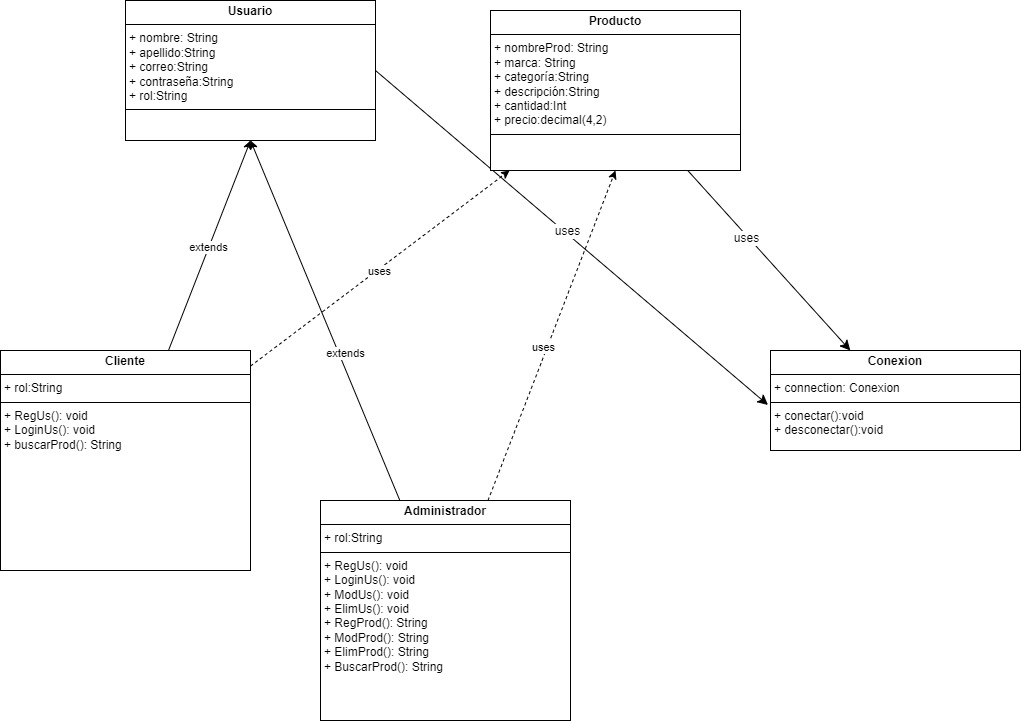 Usuario
+ nombre: String
+ apellido:String
+ correo:String
+ contraseña:String
+ rol:String
Producto
+ nombreProd: String
+ marca: String
+ categoría:String
+ descripción:String
+ cantidad:Int
+ precio:decimal(4,2)
extends
uses
uses
uses
extends
uses
Cliente
+ rol:String
+ RegUs(): void
+ LoginUs(): void
+ buscarProd(): String
Conexion
+ connection: Conexion
+ conectar():void
+ desconectar():void
Administrador
+ rol:String
+ RegUs(): void
+ LoginUs(): void
+ ModUs(): void
+ ElimUs(): void
+ RegProd(): String
+ ModProd(): String
+ ElimProd(): String
+ BuscarProd(): String